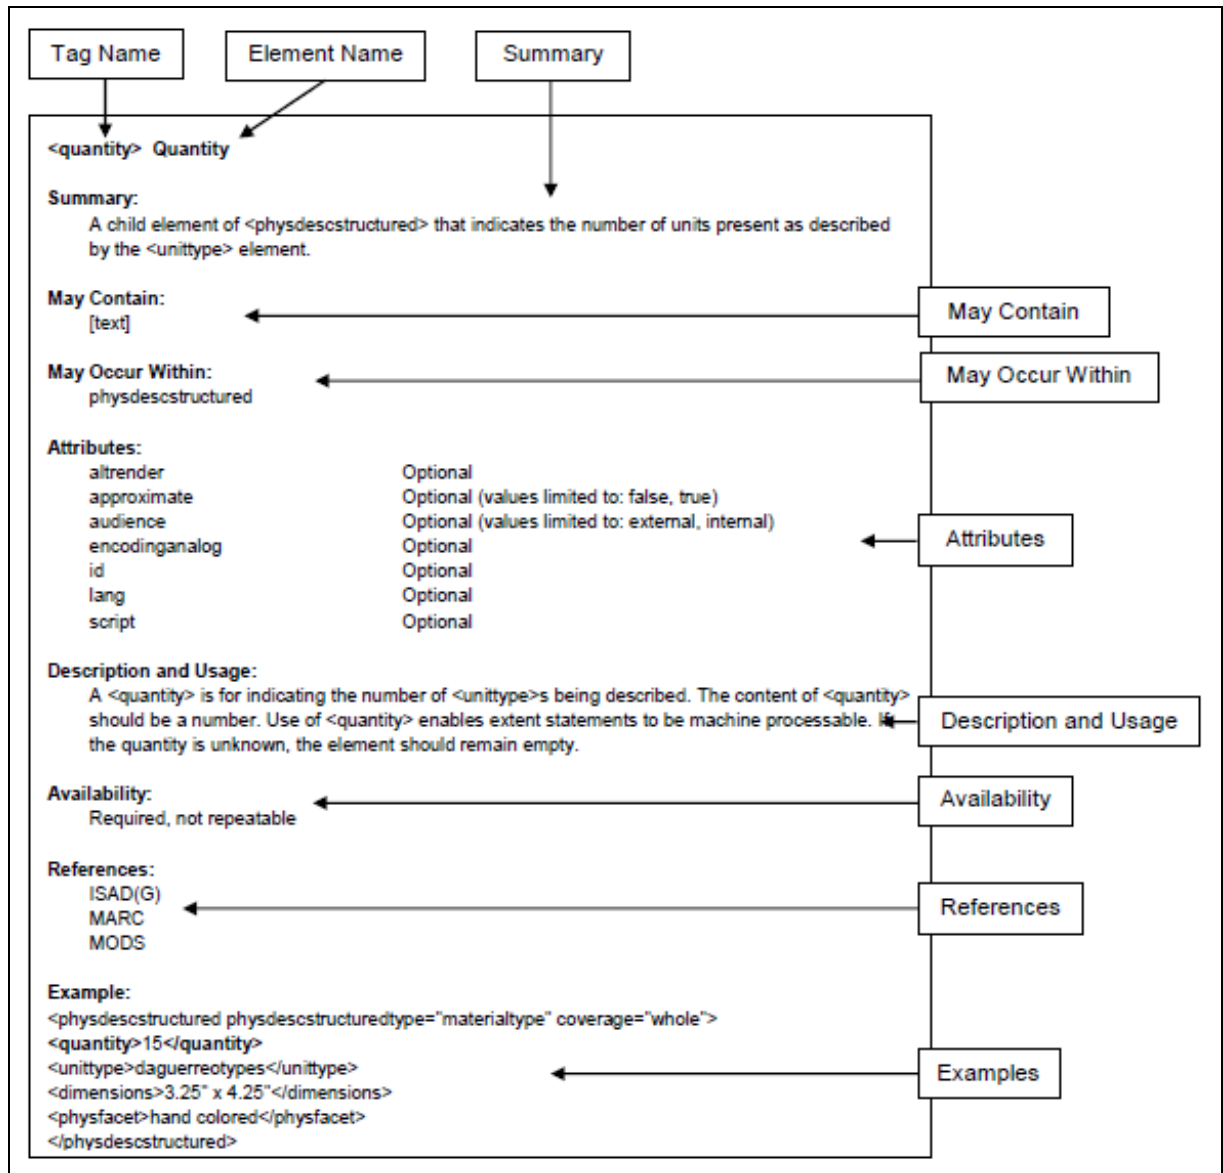 Tag Name
Element Name
Summary
<quantity> Quantity
Summary:
A child element of <physdescstructured> that indicates the number of units present as described
by the <unittype> element.
May Contain:
[text]
May Contain
May Occur Within:
physdescstructured
May Occur Within
Attributes:
altrender Optional
approximate Optional (values limited to: false, true)
audience Optional (values limited to: external, internal)
encodinganalog Optional
id Optional
lang Optional
script Optional
Attributes
Description and Usage:
A <quantity> is for indicating the number of <unittype>s being described. The content of <quantity>
should be a number. Use of <quantity> enables extent statements to be machine processable. If
the quantity is unknown, the element should remain empty.
Description and Usage
Availability:
Required, not repeatable
Availability
References:
ISAD(G)
MARC
MODS
References
Example:
<physdescstructured physdescstructuredtype="materialtype" coverage="whole">
<quantity>15</quantity>
<unittype>daguerreotypes</unittype>
<dimensions>3.25" x 4.25"</dimensions>
<physfacet>hand colored</physfacet>
</physdescstructured>
Examples